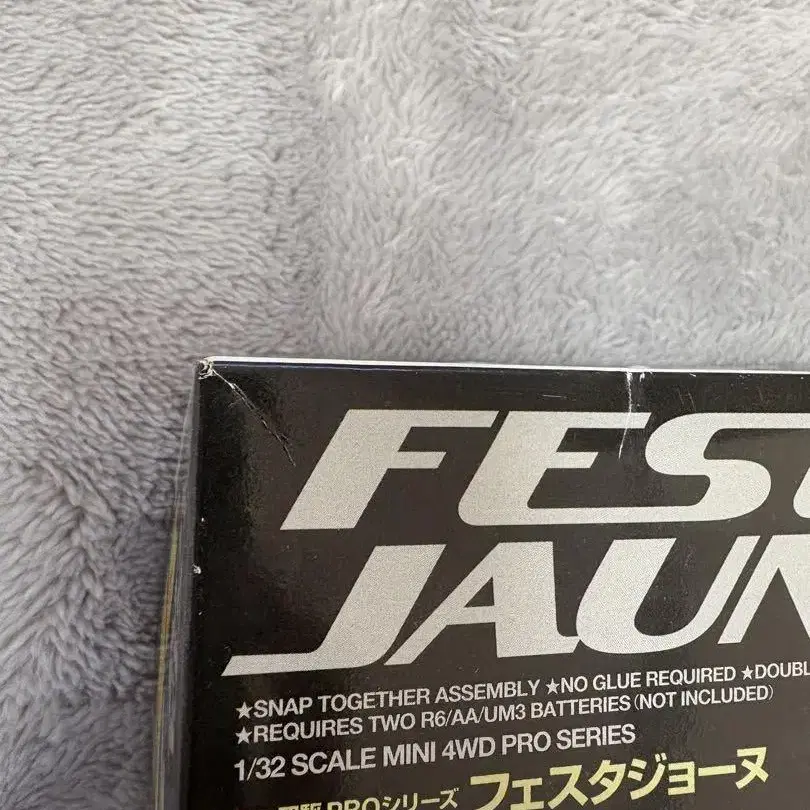 FES
JAUN
★SNAP TOGETHER ASSEMBLY ★NO GLUE REQUIRED ★DOUBL
★REQUIRES TWO R6/AA/UM3 BATTERIES (NOT INCLUDED)
1/32 SCALE MINI 4WD PRO SERIES
PROシリーズ フェスタジョーヌ